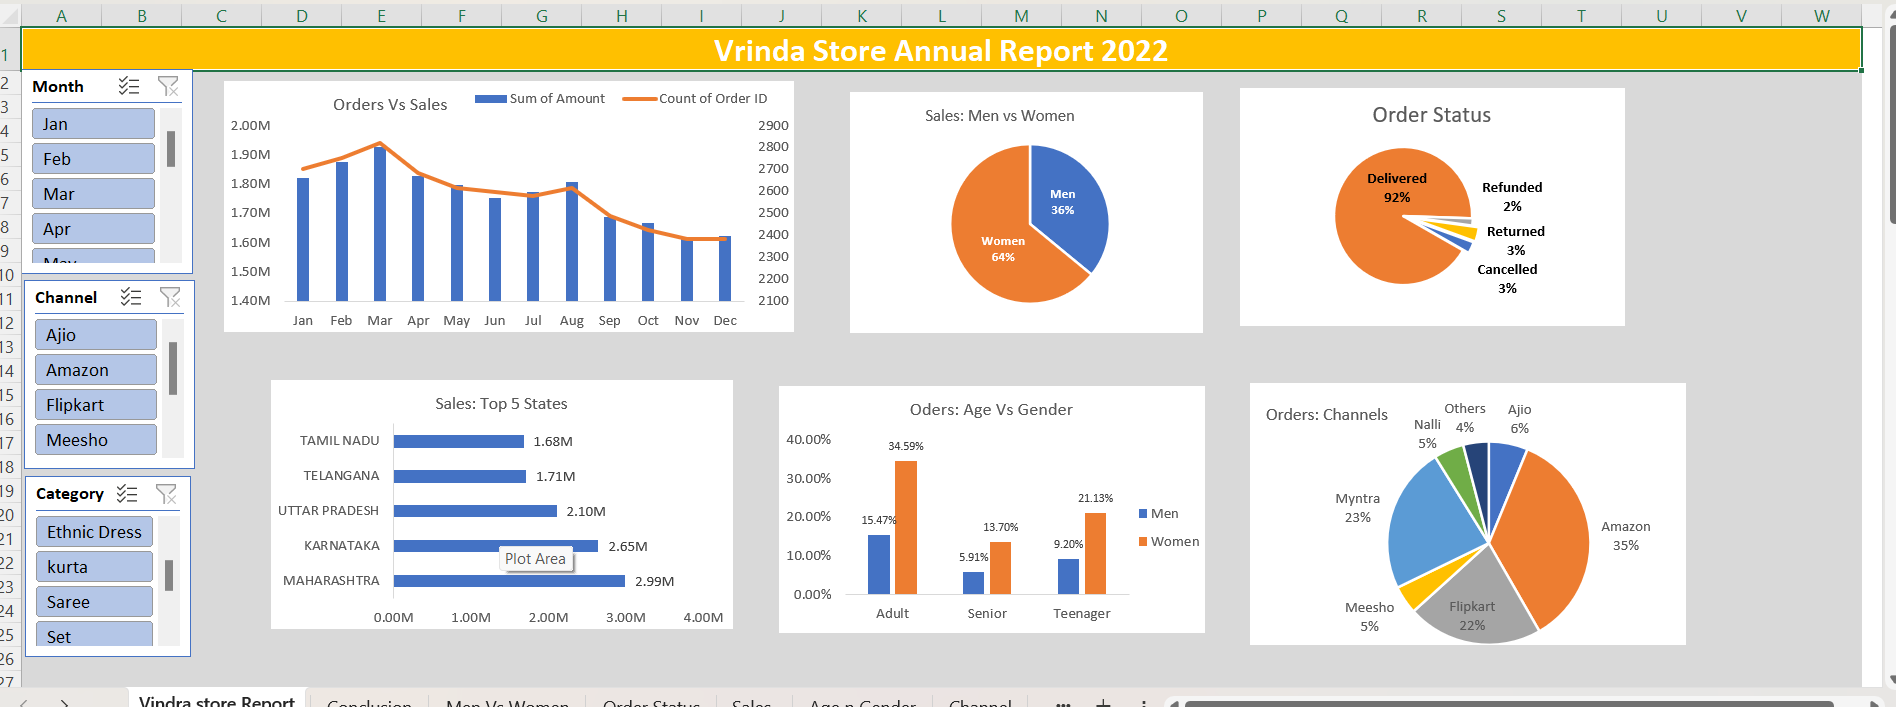 A B C D E F G H I J K L M N O P Q R S T U V W
1
Vrinda Store Annual Report 2022
2
3
4
5
6
7
8
9
10
11
12
13
14
15
16
17
18
19
20
21
22
23
24
25
26
27
Month
Jan
Feb
Mar
Apr
May
Channel
Ajio
Amazon
Flipkart
Meesho
Category
Ethnic Dress
kurta
Saree
Set
Orders Vs Sales
Sum of Amount
Count of Order ID
2.00M
1.90M
1.80M
1.70M
1.60M
1.50M
1.40M
2900
2800
2700
2600
2500
2400
2300
2200
2100
Jan Feb Mar Apr May Jun Jul Aug Sep Oct Nov Dec
Sales: Men vs Women
Men
36%
Women
64%
Order Status
Delivered
92%
Refunded
2%
Returned
3%
Cancelled
3%
Sales: Top 5 States
TAMIL NADU 1.68M
TELANGANA 1.71M
UTTAR PRADESH 2.10M
KARNATAKA 2.65M
Plot Area
MAHARASHTRA 2.99M
0.00M 1.00M 2.00M 3.00M 4.00M
Oders: Age Vs Gender
40.00%
30.00%
20.00%
10.00%
0.00%
34.59%
15.47%
13.70%
5.91%
21.13%
9.20%
Men
Women
Adult Senior Teenager
Orders: Channels
Others
4%
Ajio
6%
Nalli
5%
Myntra
23%
Amazon
35%
Meesho
5%
Flipkart
22%
Vindra store Report Conclusion Men Vs Women Order Status Sales Age n Gender Channel